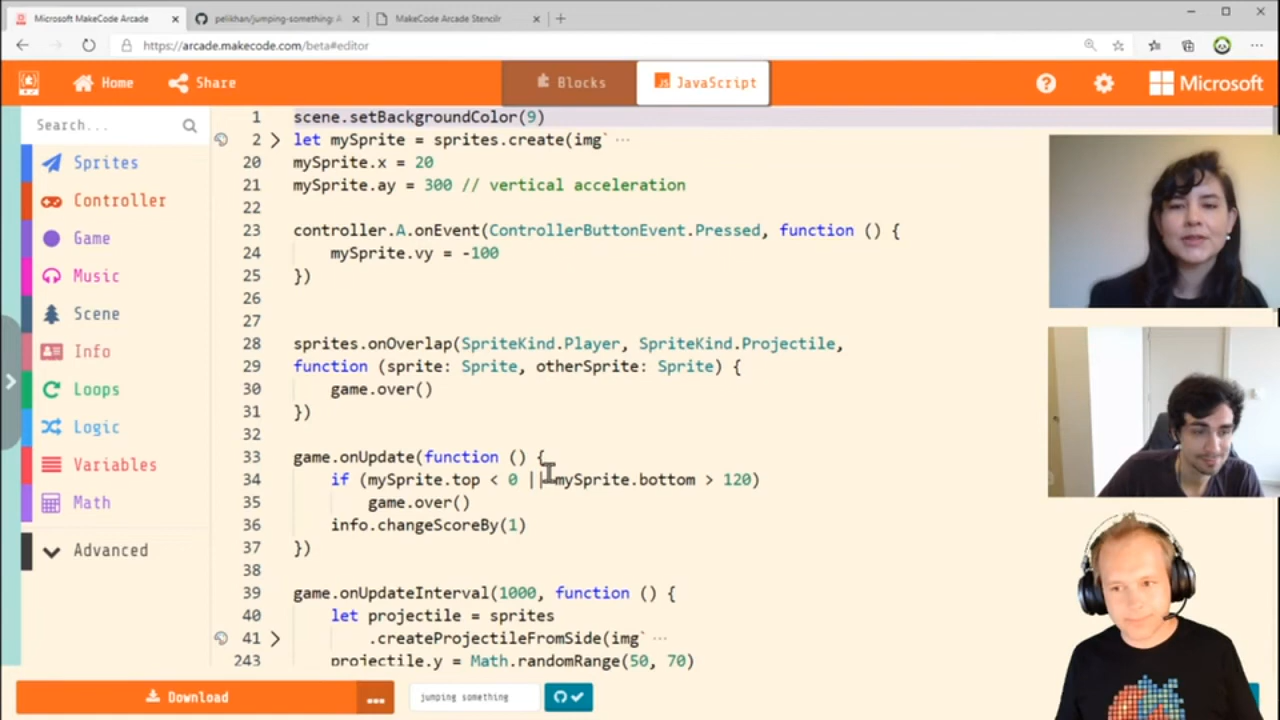 Microsoft MakeCode Arcade
pelikhan/jumping-something: A
MakeCode Arcade Stencilr
https://arcade.makecode.com/beta#editor
Home
Share
Blocks
JS
JavaScript
Microsoft
Search...
Sprites
Controller
Game
Music
Scene
Info
Loops
Logic
Variables
Math
Advanced
1 scene.setBackgroundColor(9)
2 let mySprite = sprites.create(img` ...
20 mySprite.x = 20
21 mySprite.ay = 300 // vertical acceleration
22
23 controller.A.onEvent(ControllerButtonEvent.Pressed, function () {
24 mySprite.vy = -100
25 })
26
27
28 sprites.onOverlap(SpriteKind.Player, SpriteKind.Projectile,
29 function (sprite: Sprite, otherSprite: Sprite) {
30 game.over()
31 })
32
33 game.onUpdate(function () {
34 if (mySprite.top < 0 || mySprite.bottom > 120)
35 game.over()
36 info.changeScoreBy(1)
37 })
38
39 game.onUpdateInterval(1000, function () {
40 let projectile = sprites
41 .createProjectileFromSide(img` ...
243 projectile.y = Math.randomRange(50, 70)
Download
jumping something